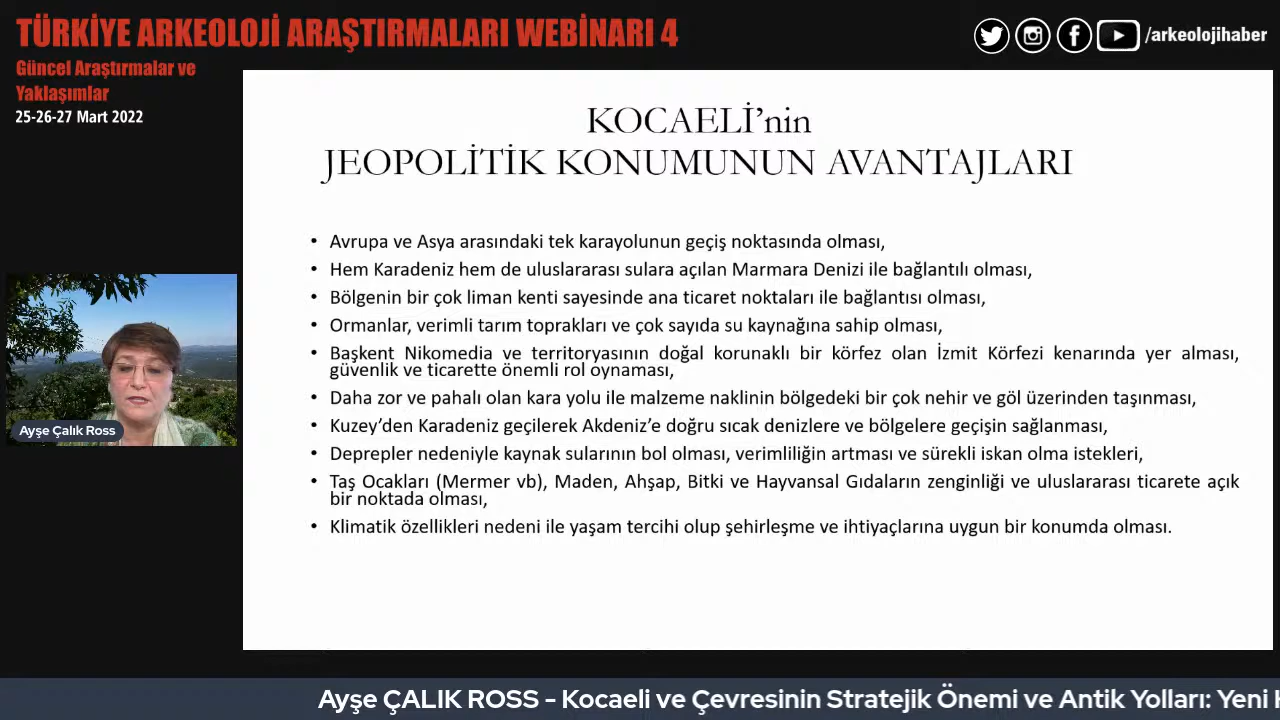 TÜRKİYE ARKEOLOJİ ARAŞTIRMALARI WEBİNARI 4
Güncel Araştırmalar ve
Yaklaşımlar
25-26-27 Mart 2022
/arkeolojihaber
KOCAELİ’nin
JEOPOLİTİK KONUMUNUN AVANTAJLARI
• Avrupa ve Asya arasındaki tek karayolunun geçiş noktasında olması,
• Hem Karadeniz hem de uluslararası sulara açılan Marmara Denizi ile bağlantılı olması,
• Bölgenin bir çok liman kenti sayesinde ana ticaret noktaları ile bağlantısı olması,
• Ormanlar, verimli tarım toprakları ve çok sayıda su kaynağına sahip olması,
• Başkent Nikomedia ve territoryasının doğal korunaklı bir körfez olan İzmit Körfezi kenarında yer alması,
güvenlik ve ticarette önemli rol oynaması,
• Daha zor ve pahalı olan kara yolu ile malzeme naklinin bölgedeki bir çok nehir ve göl üzerinden taşınması,
• Kuzey’den Karadeniz geçilerek Akdeniz’e doğru sıcak denizlere ve bölgelere geçişin sağlanması,
• Deprepler nedeniyle kaynak sularının bol olması, verimliliğin artması ve sürekli iskan olma istekleri,
• Taş Ocakları (Mermer vb), Maden, Ahşap, Bitki ve Hayvansal Gıdaların zenginliği ve uluslararası ticarete açık
bir noktada olması,
• Klimatik özellikleri nedeni ile yaşam tercihi olup şehirleşme ve ihtiyaçlarına uygun bir konumda olması.
Ayşe Çalık Ross
Ayşe ÇALIK ROSS - Kocaeli ve Çevresinin Stratejik Önemi ve Antik Yolları: Yeni